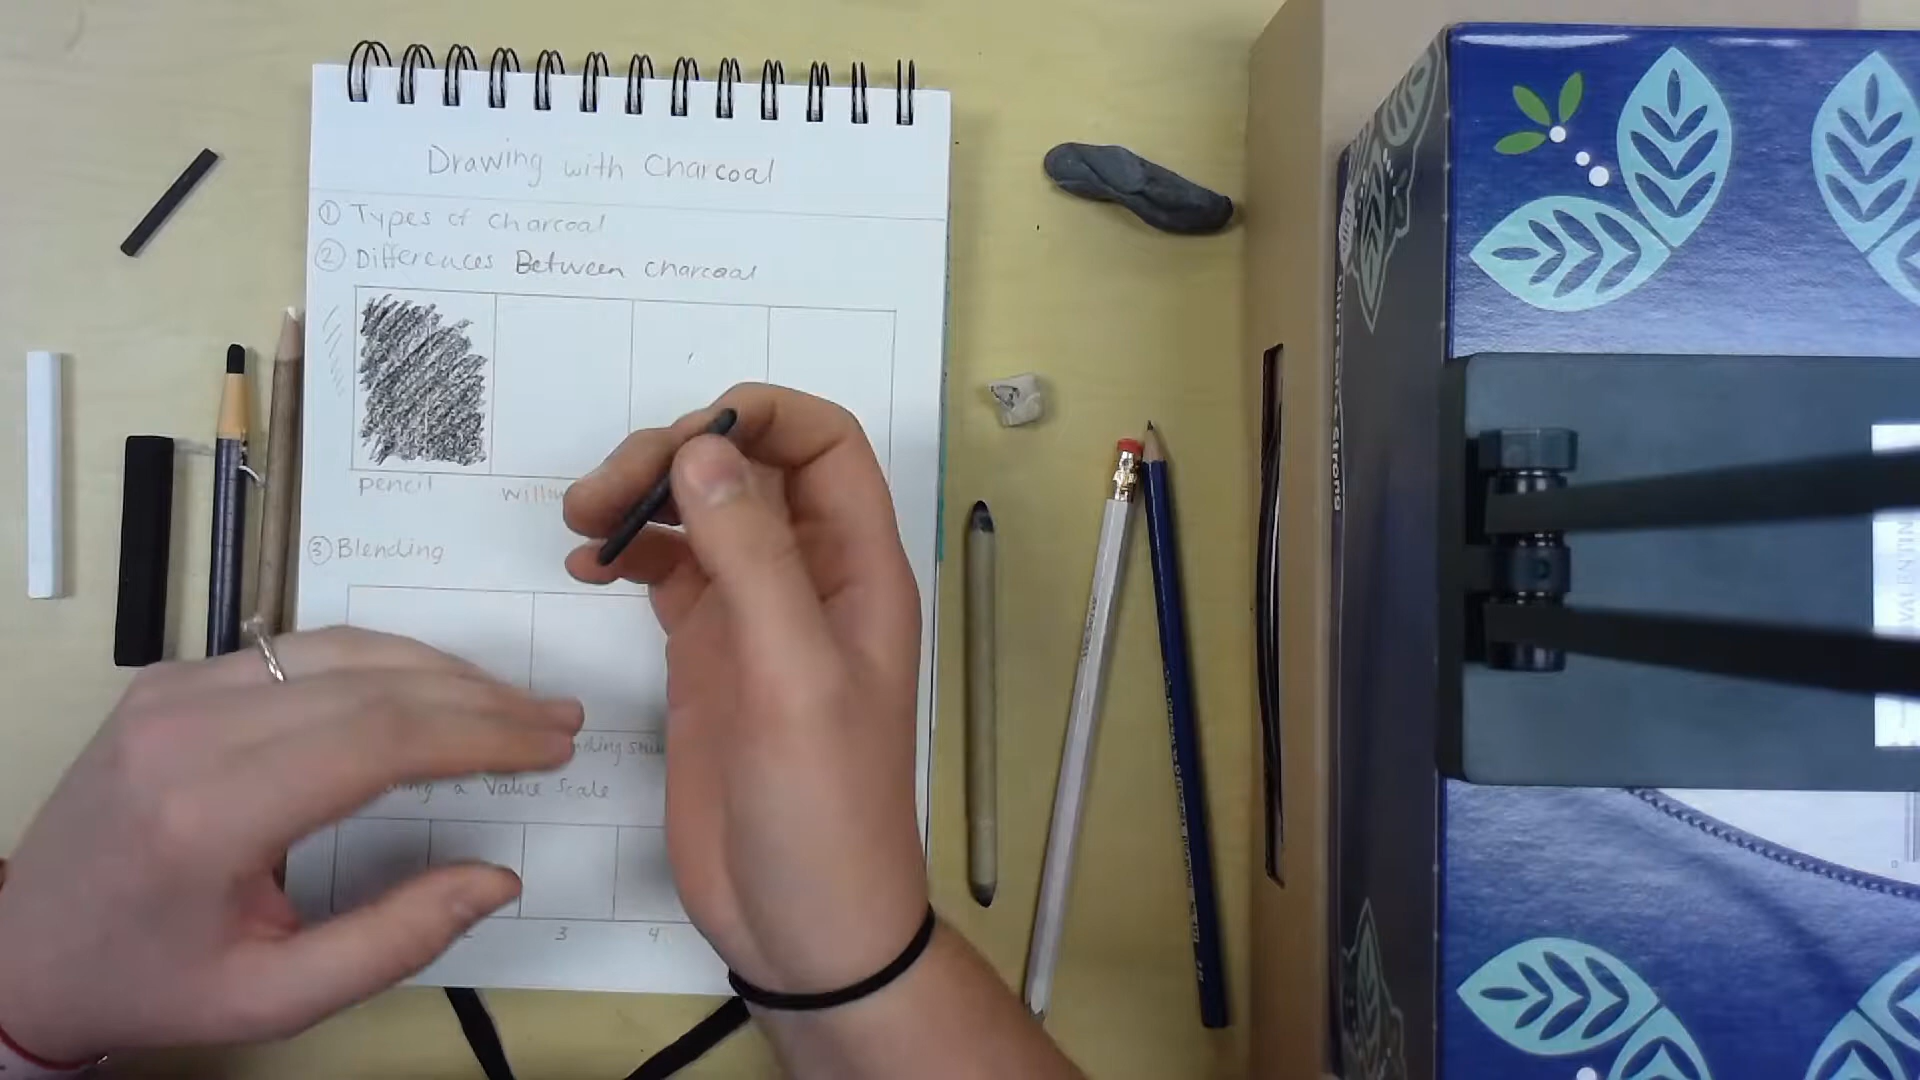 Drawing with Charcoal
① Types of Charcoal
② Differences Between charcoal
pencil
③ Blending
a Value Scale
3 4